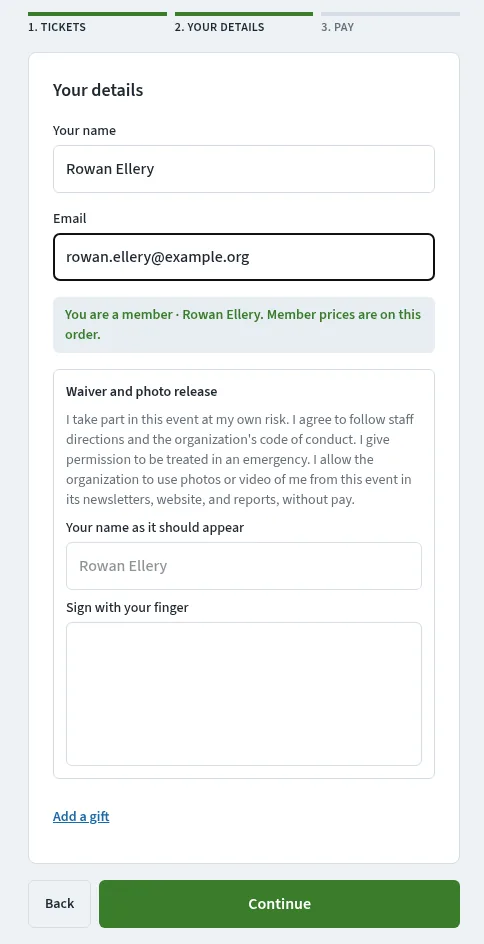 1. TICKETS 2. YOUR DETAILS 3. PAY
Your details
Your name
Rowan Ellery
Email
rowan.ellery@example.org
You are a member · Rowan Ellery. Member prices are on this
order.
Waiver and photo release
I take part in this event at my own risk. I agree to follow staff
directions and the organization's code of conduct. I give
permission to be treated in an emergency. I allow the
organization to use photos or video of me from this event in
its newsletters, website, and reports, without pay.
Your name as it should appear
Rowan Ellery
Sign with your finger
Add a gift
Back Continue